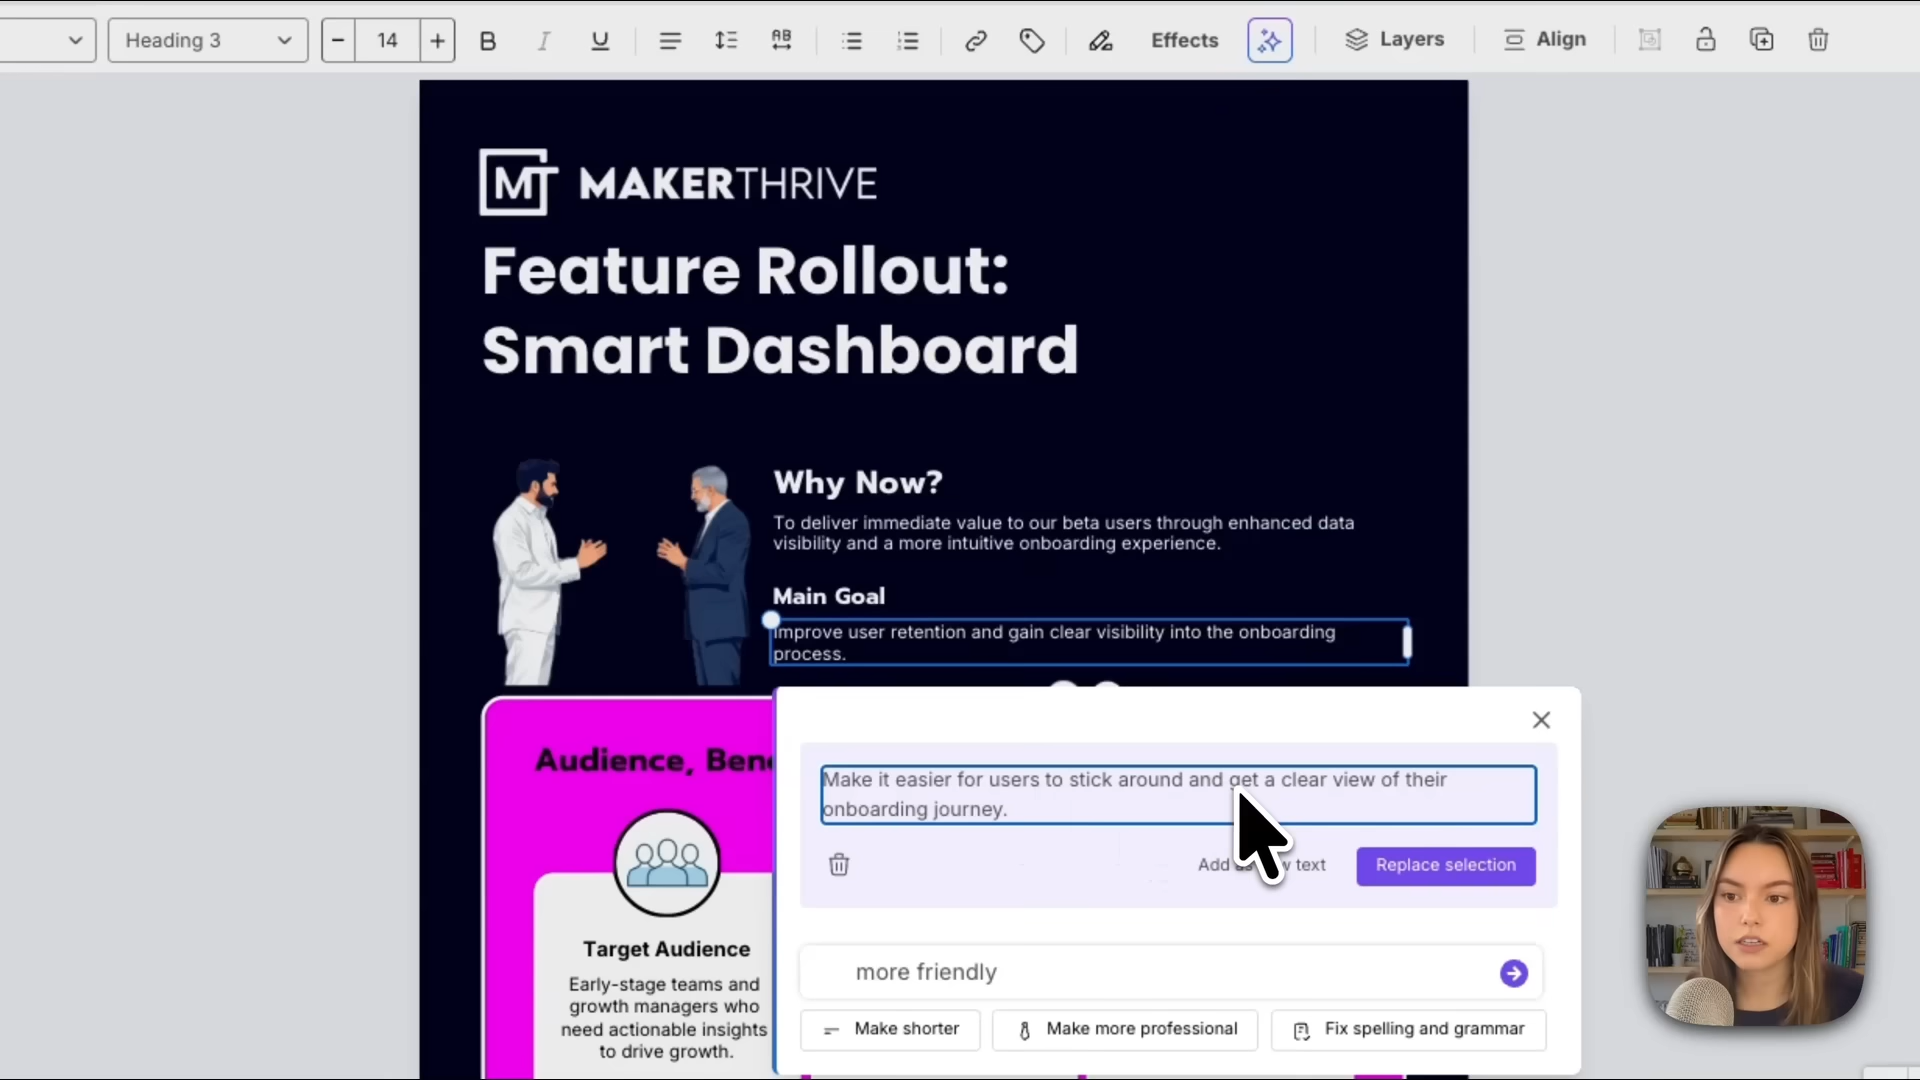 Heading 3
14
B
I
U
AB
Effects
Layers
Align
MT MAKERTHRIVE
Feature Rollout:
Smart Dashboard
Why Now?
To deliver immediate value to our beta users through enhanced data
visibility and a more intuitive onboarding experience.
Main Goal
Improve user retention and gain clear visibility into the onboarding
process.
Audience,
Make it easier for users to stick around and get a clear view of their
onboarding journey.
Add text
Replace selection
Target Audience
Early-stage teams and
growth managers who
need actionable insights
to drive growth.
more friendly
Make shorter
Make more professional
Fix spelling and grammar